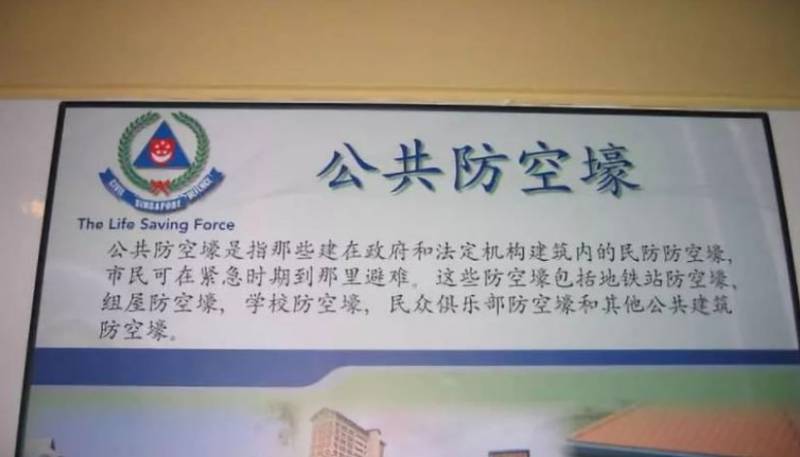 公共防空壕
CIVIL DEFENCE
SINGAPORE
The Life Saving Force
公共防空壕是指那些建在政府和法定机构建筑内的民防防空壕，
市民可在紧急时期到那里避难。这些防空壕包括地铁站防空壕，
组屋防空壕，学校防空壕，民众俱乐部防空壕和其他公共建筑
防空壕。